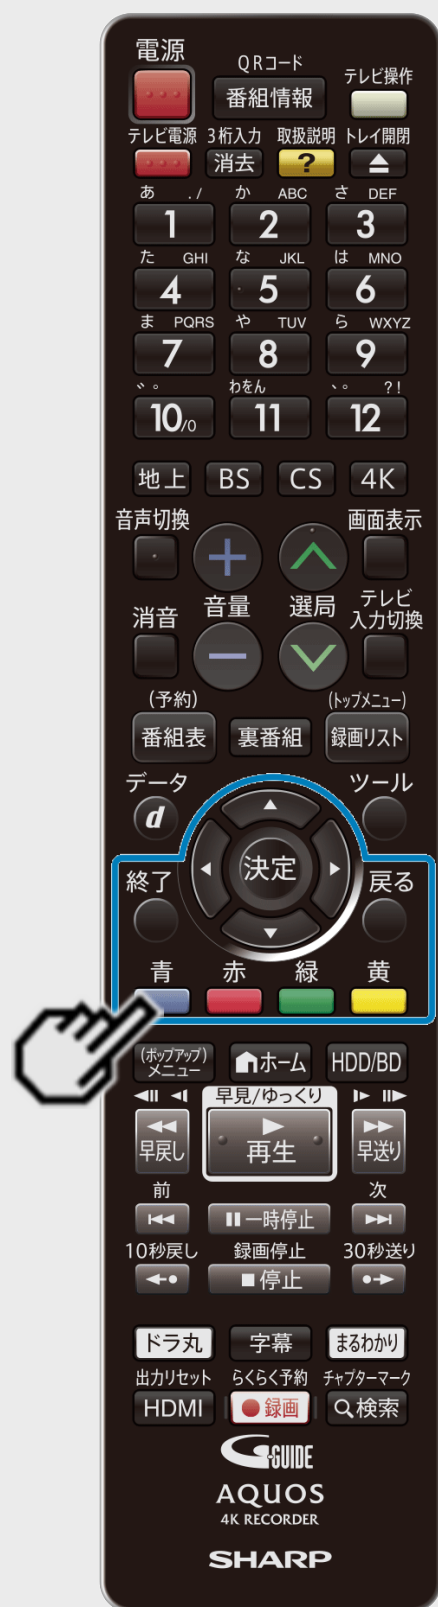 電源
QRコード
テレビ操作
番組情報
テレビ電源 3桁入力 取扱説明 トレイ開閉
消去 ?
あ ./ か ABC さ DEF
1 2 3
た GHI な JKL は MNO
4 5 6
ま PQRS や TUV ら WXYZ
7 8 9
゛゜ わをん 、。 ?!
10/0 11 12
地上 BS CS 4K
音声切換 画面表示
+
消音 音量 選局 テレビ
入力切換
−
(予約) (トップメニュー)
番組表 裏番組 録画リスト
データ ツール
d
決定
終了 戻る
青 赤 緑 黄
(ポップアップ)
メニュー ホーム HDD/BD
早見/ゆっくり
早戻し 再生 早送り
前 次
一時停止
10秒戻し 録画停止 30秒送り
停止
ドラ丸 字幕 まるわかり
出力リセット らくらく予約 チャプターマーク
HDMI 録画 検索
G-GUIDE
AQUOS
4K RECORDER
SHARP